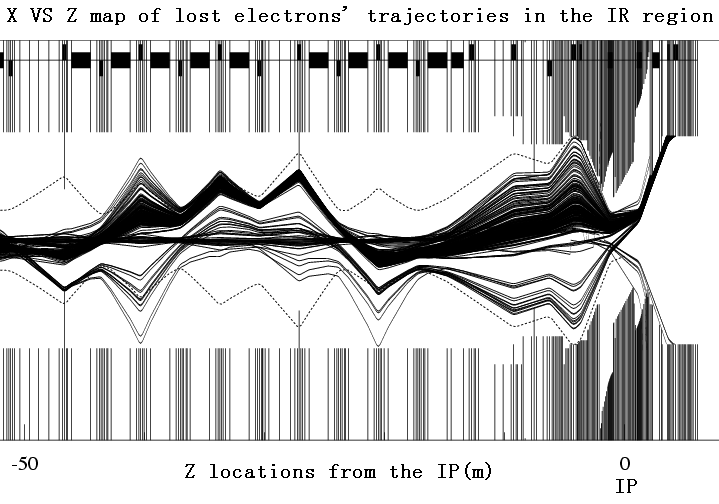 X VS Z map of lost electrons' trajectories in the IR region
-50
0
Z locations from the IP(m)
IP